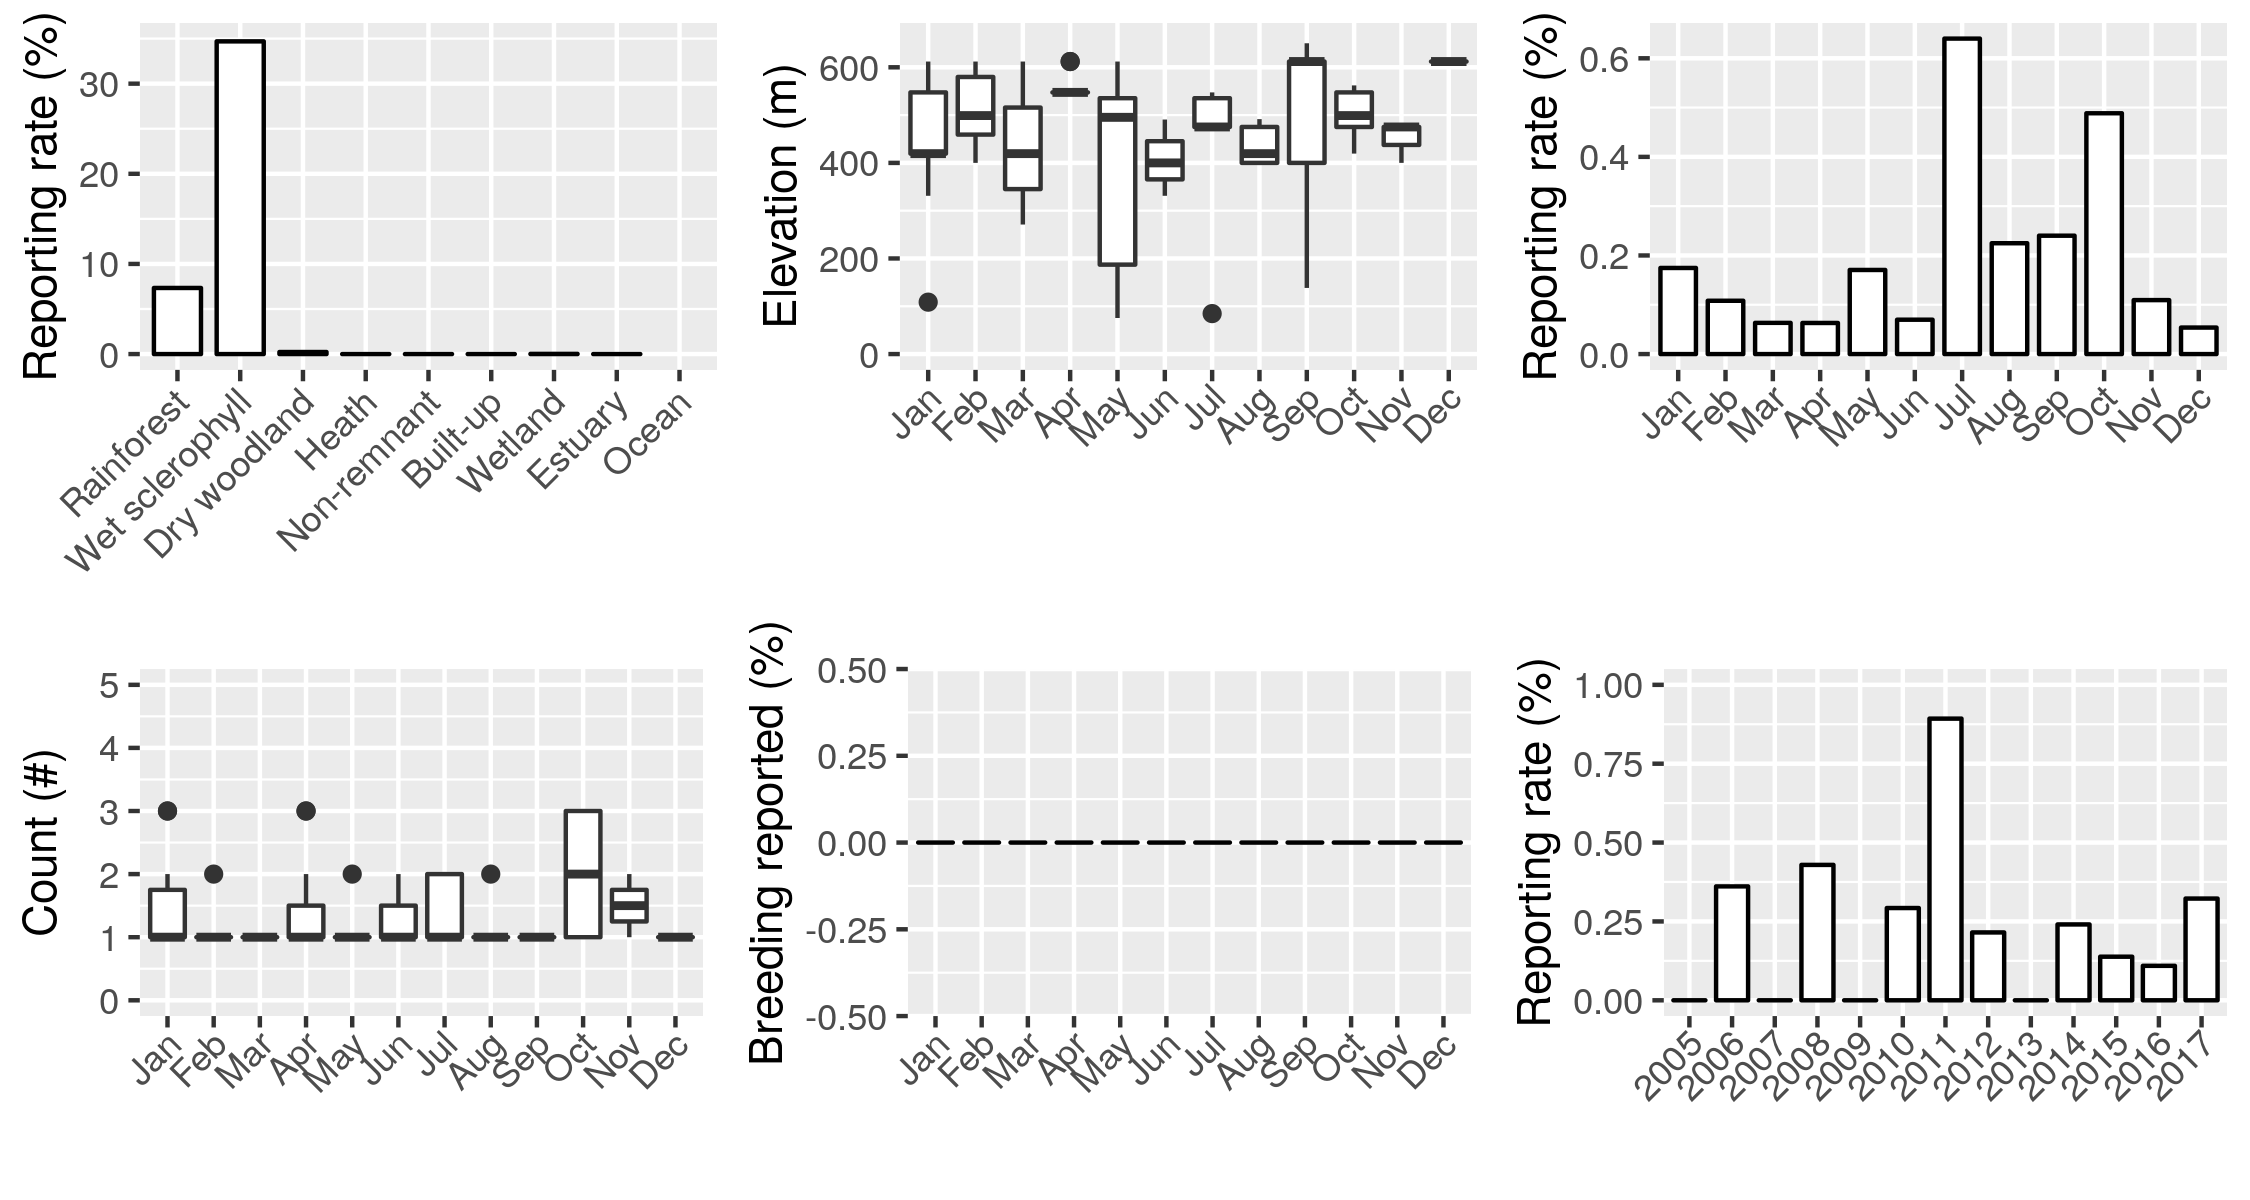 Reporting rate (%)
30
20
10
0
Rainforest
Wet sclerophyll
Dry woodland
Heath
Non-remnant
Built-up
Wetland
Estuary
Ocean
Elevation (m)
600
400
200
0
Jan
Feb
Mar
Apr
May
Jun
Jul
Aug
Sep
Oct
Nov
Dec
Reporting rate (%)
0.6
0.4
0.2
0.0
Jan
Feb
Mar
Apr
May
Jun
Jul
Aug
Sep
Oct
Nov
Dec
Count (#)
5
4
3
2
1
0
Jan
Feb
Mar
Apr
May
Jun
Jul
Aug
Sep
Oct
Nov
Dec
Breeding reported (%)
0.50
0.25
0.00
-0.25
-0.50
Jan
Feb
Mar
Apr
May
Jun
Jul
Aug
Sep
Oct
Nov
Dec
Reporting rate (%)
1.00
0.75
0.50
0.25
0.00
2005
2006
2007
2008
2009
2010
2011
2012
2013
2014
2015
2016
2017